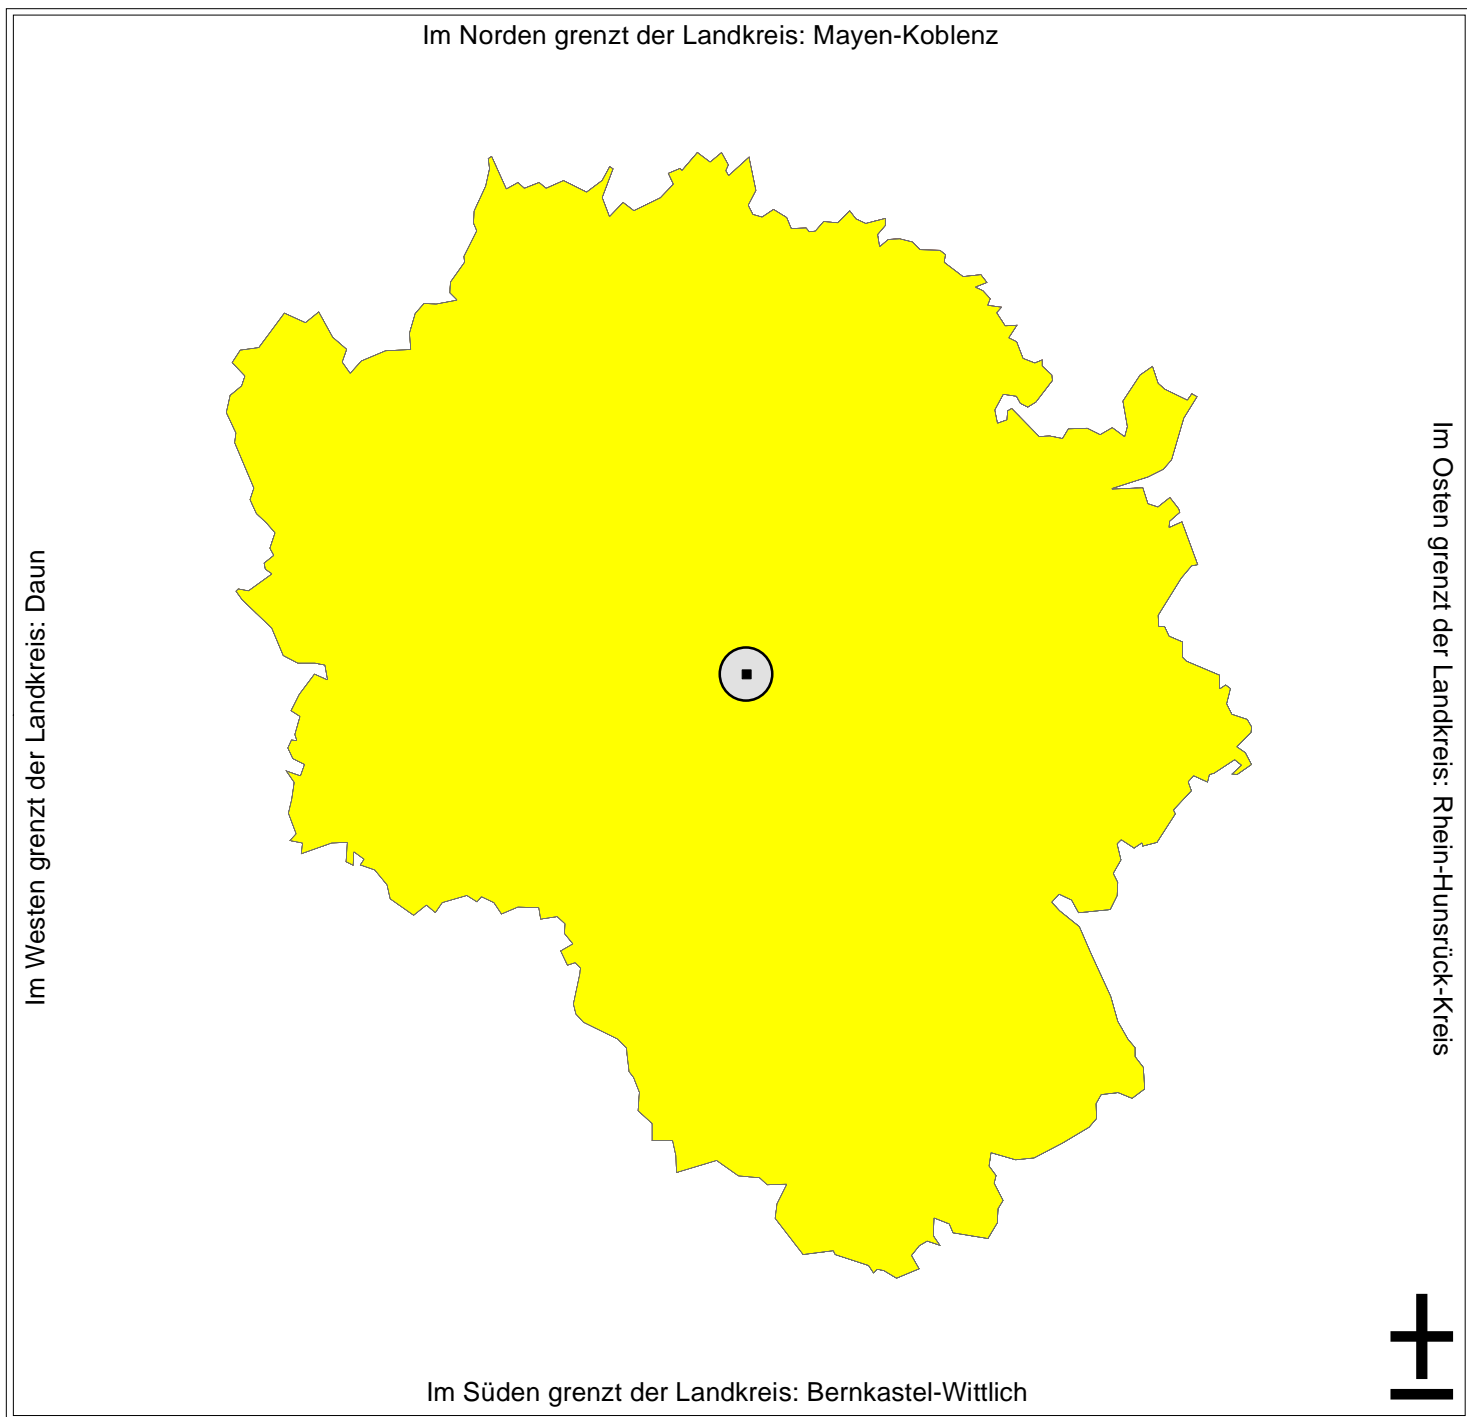 Im Norden grenzt der Landkreis: Mayen-Koblenz
Im Westen grenzt der Landkreis: Daun
Im Osten grenzt der Landkreis: Rhein-Hunsrück-Kreis
Im Süden grenzt der Landkreis: Bernkastel-Wittlich